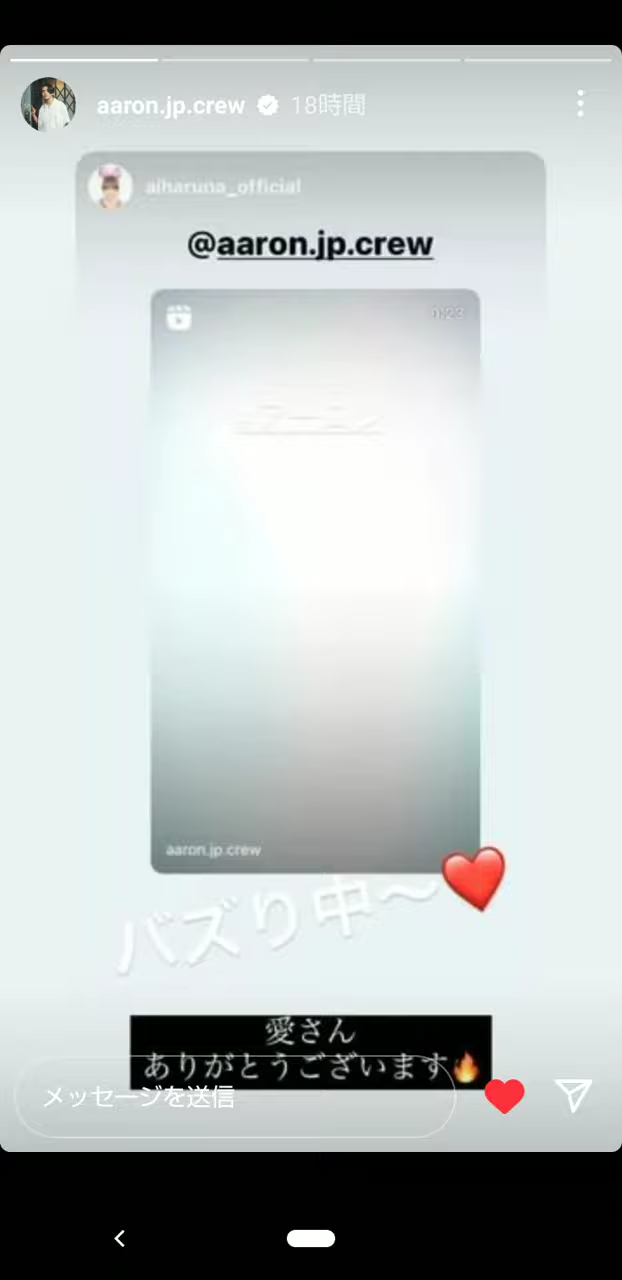 aaron.jp.crew 18時間
aiharuna_official
@aaron.jp.crew
aaron.jp.crew
バズり中〜
愛さん
ありがとうございます🔥
メッセージを送信